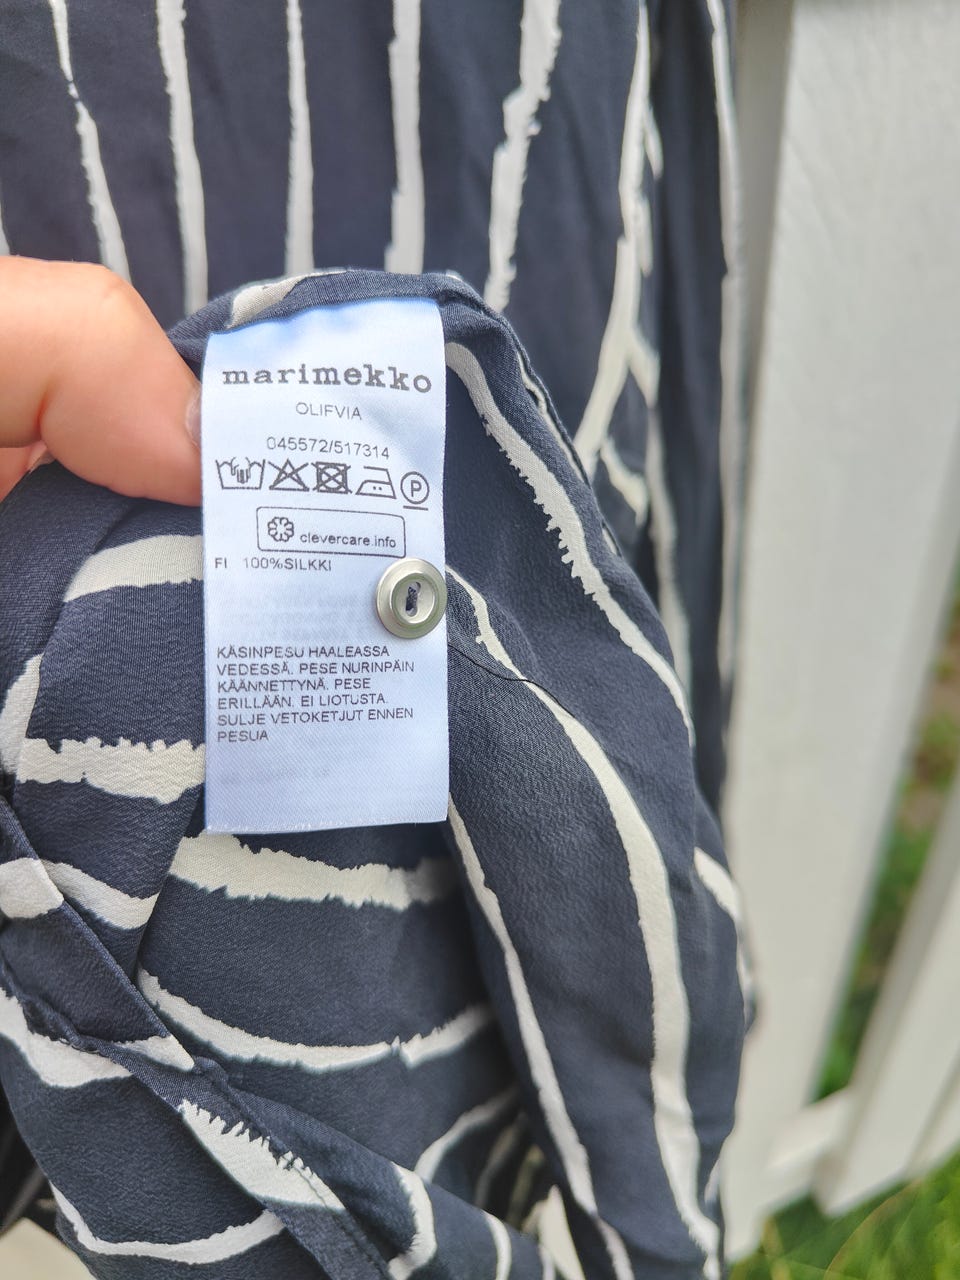 marimekko
OLIFVIA
045572/517314
P
clevercare.info
FI 100%SILKKI
KÄSINPESU HAALEASSA
VEDESSÄ. PESE NURINPÄIN
KÄÄNNETTYNÄ. PESE
ERILLÄÄN. EI LIOTUSTA.
SULJE VETOKETJUT ENNEN
PESUA